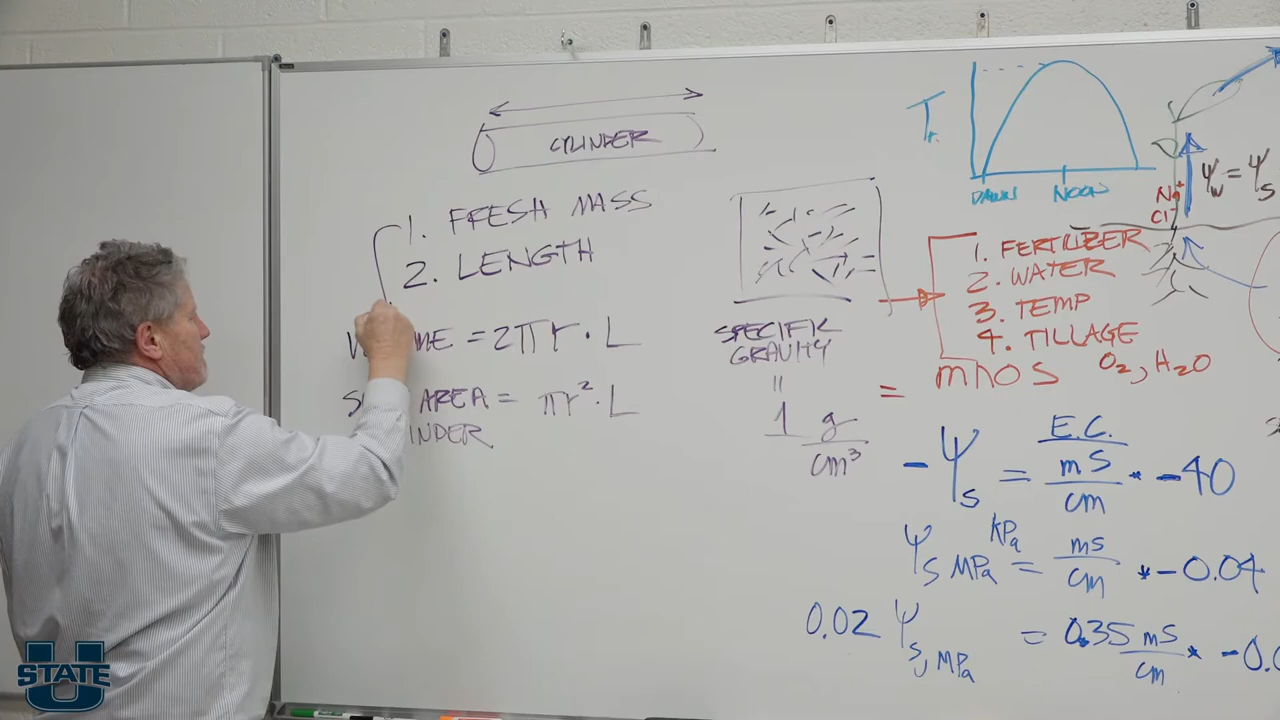 CYLINDER
1. FRESH MASS
2. LENGTH
= 2πr · L
AREA = πr² · L
SPECIFIC
GRAVITY
=
1 g
cm³
Tr.
DAWN NOON
Na⁺
Cl⁻
Ψw = Ψs
1. FERTILIZER
2. WATER
3. TEMP
4. TILLAGE
= mhos O₂, H₂O
E.C.
-Ψs = mS/cm * -40
kPa
Ψs MPa = mS/cm * -0.04
0.02 Ψs, MPa = 0.35 mS/cm * -0.0
U
STATE